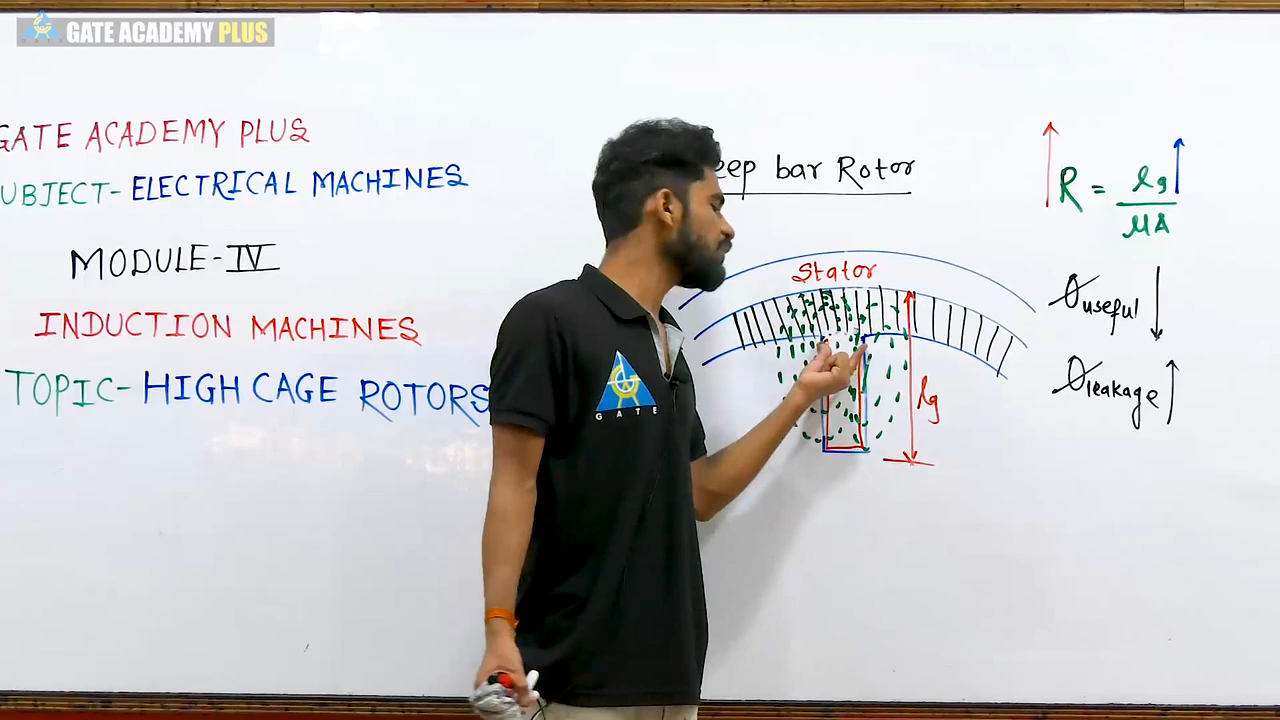 GATE ACADEMY PLUS
GATE ACADEMY PLUS
UBJECT- ELECTRICAL MACHINES
MODULE-IV
INDUCTION MACHINES
TOPIC- HIGH CAGE ROTORS
GATE
eep bar Rotor
Stator
lg
R = lg
μA
Øuseful
Øleakage